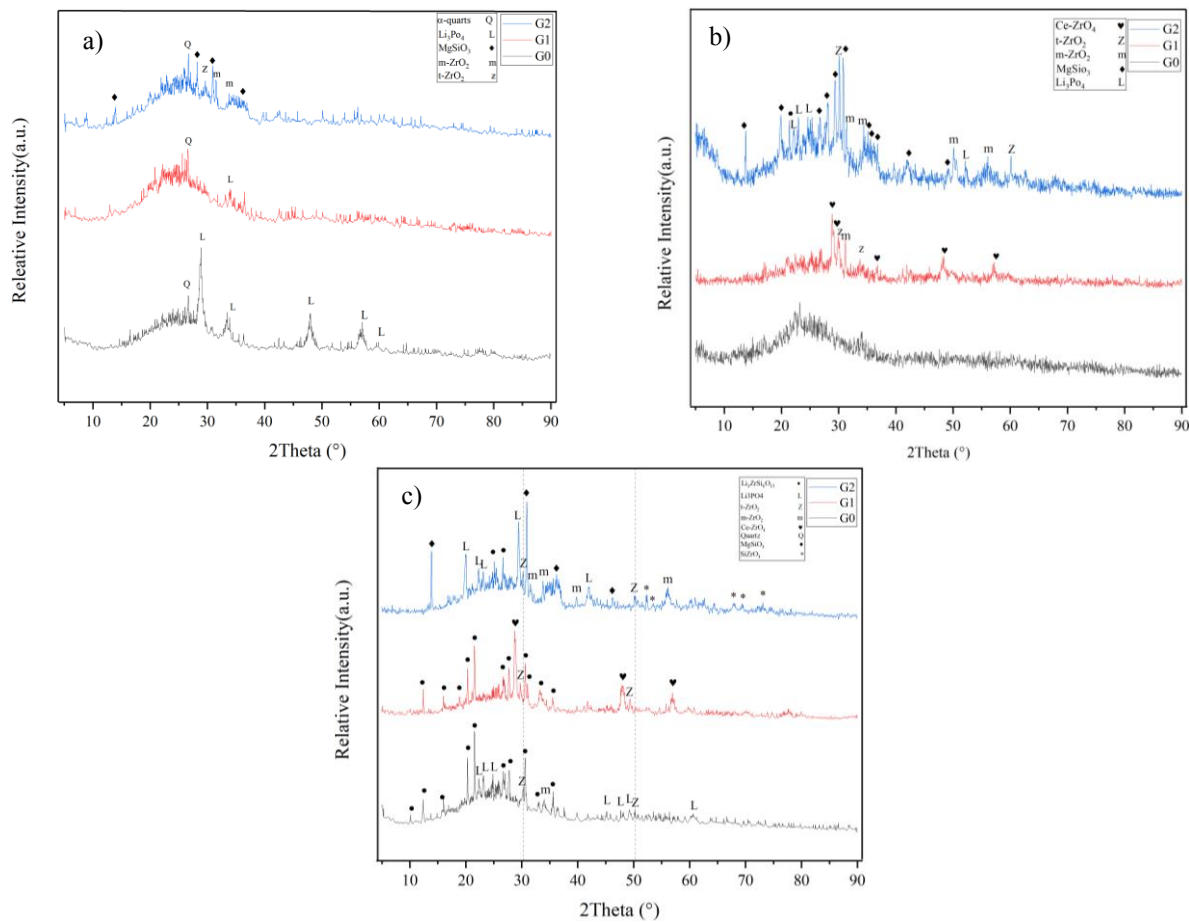 a)
α-quarts Q
Li₃Po₄ L
MgSiO₃ ♦
m-ZrO₂ m
t-ZrO₂ z
G2
G1
G0
Q
♦ ♦ ♦ Z m m ♦
Q
L
L
Q
L
L
L
L
Releative Intensity(a.u.)
10 20 30 40 50 60 70 80 90
2Theta (°)
b)
Ce-ZrO₄ ♥
t-ZrO₂ Z
m-ZrO₂ m
MgSio₃ ♦
Li₃Po₄ L
G2
G1
G0
Z ♦
♦ ♦ ♦ L L L ♦ ♦ ♦ m m ♦ ♦ ♦ ♦ ♦ m L m Z
♥ ♥ z m z ♥ ♥ ♥
Relative Intensity(a.u.)
10 20 30 40 50 60 70 80 90
2Theta (°)
c)
Li3PO4 L
t-ZrO₂ Z
m-ZrO₂ m
Ce-ZrO₄ ♥
Quartz Q
MgSiO₃ ♦
SiZrO₄ *
G2
G1
G0
♦ L L L • • L Z ♦ m m ♦ m L ♦ Z * * m * * *
• • • • • • • ♥ Z • • • • ♥ Z ♥
• • • • • L L L • • Z • • m • L L L Z L
Relative Intensity(a.u.)
10 20 30 40 50 60 70 80 90
2Theta (°)